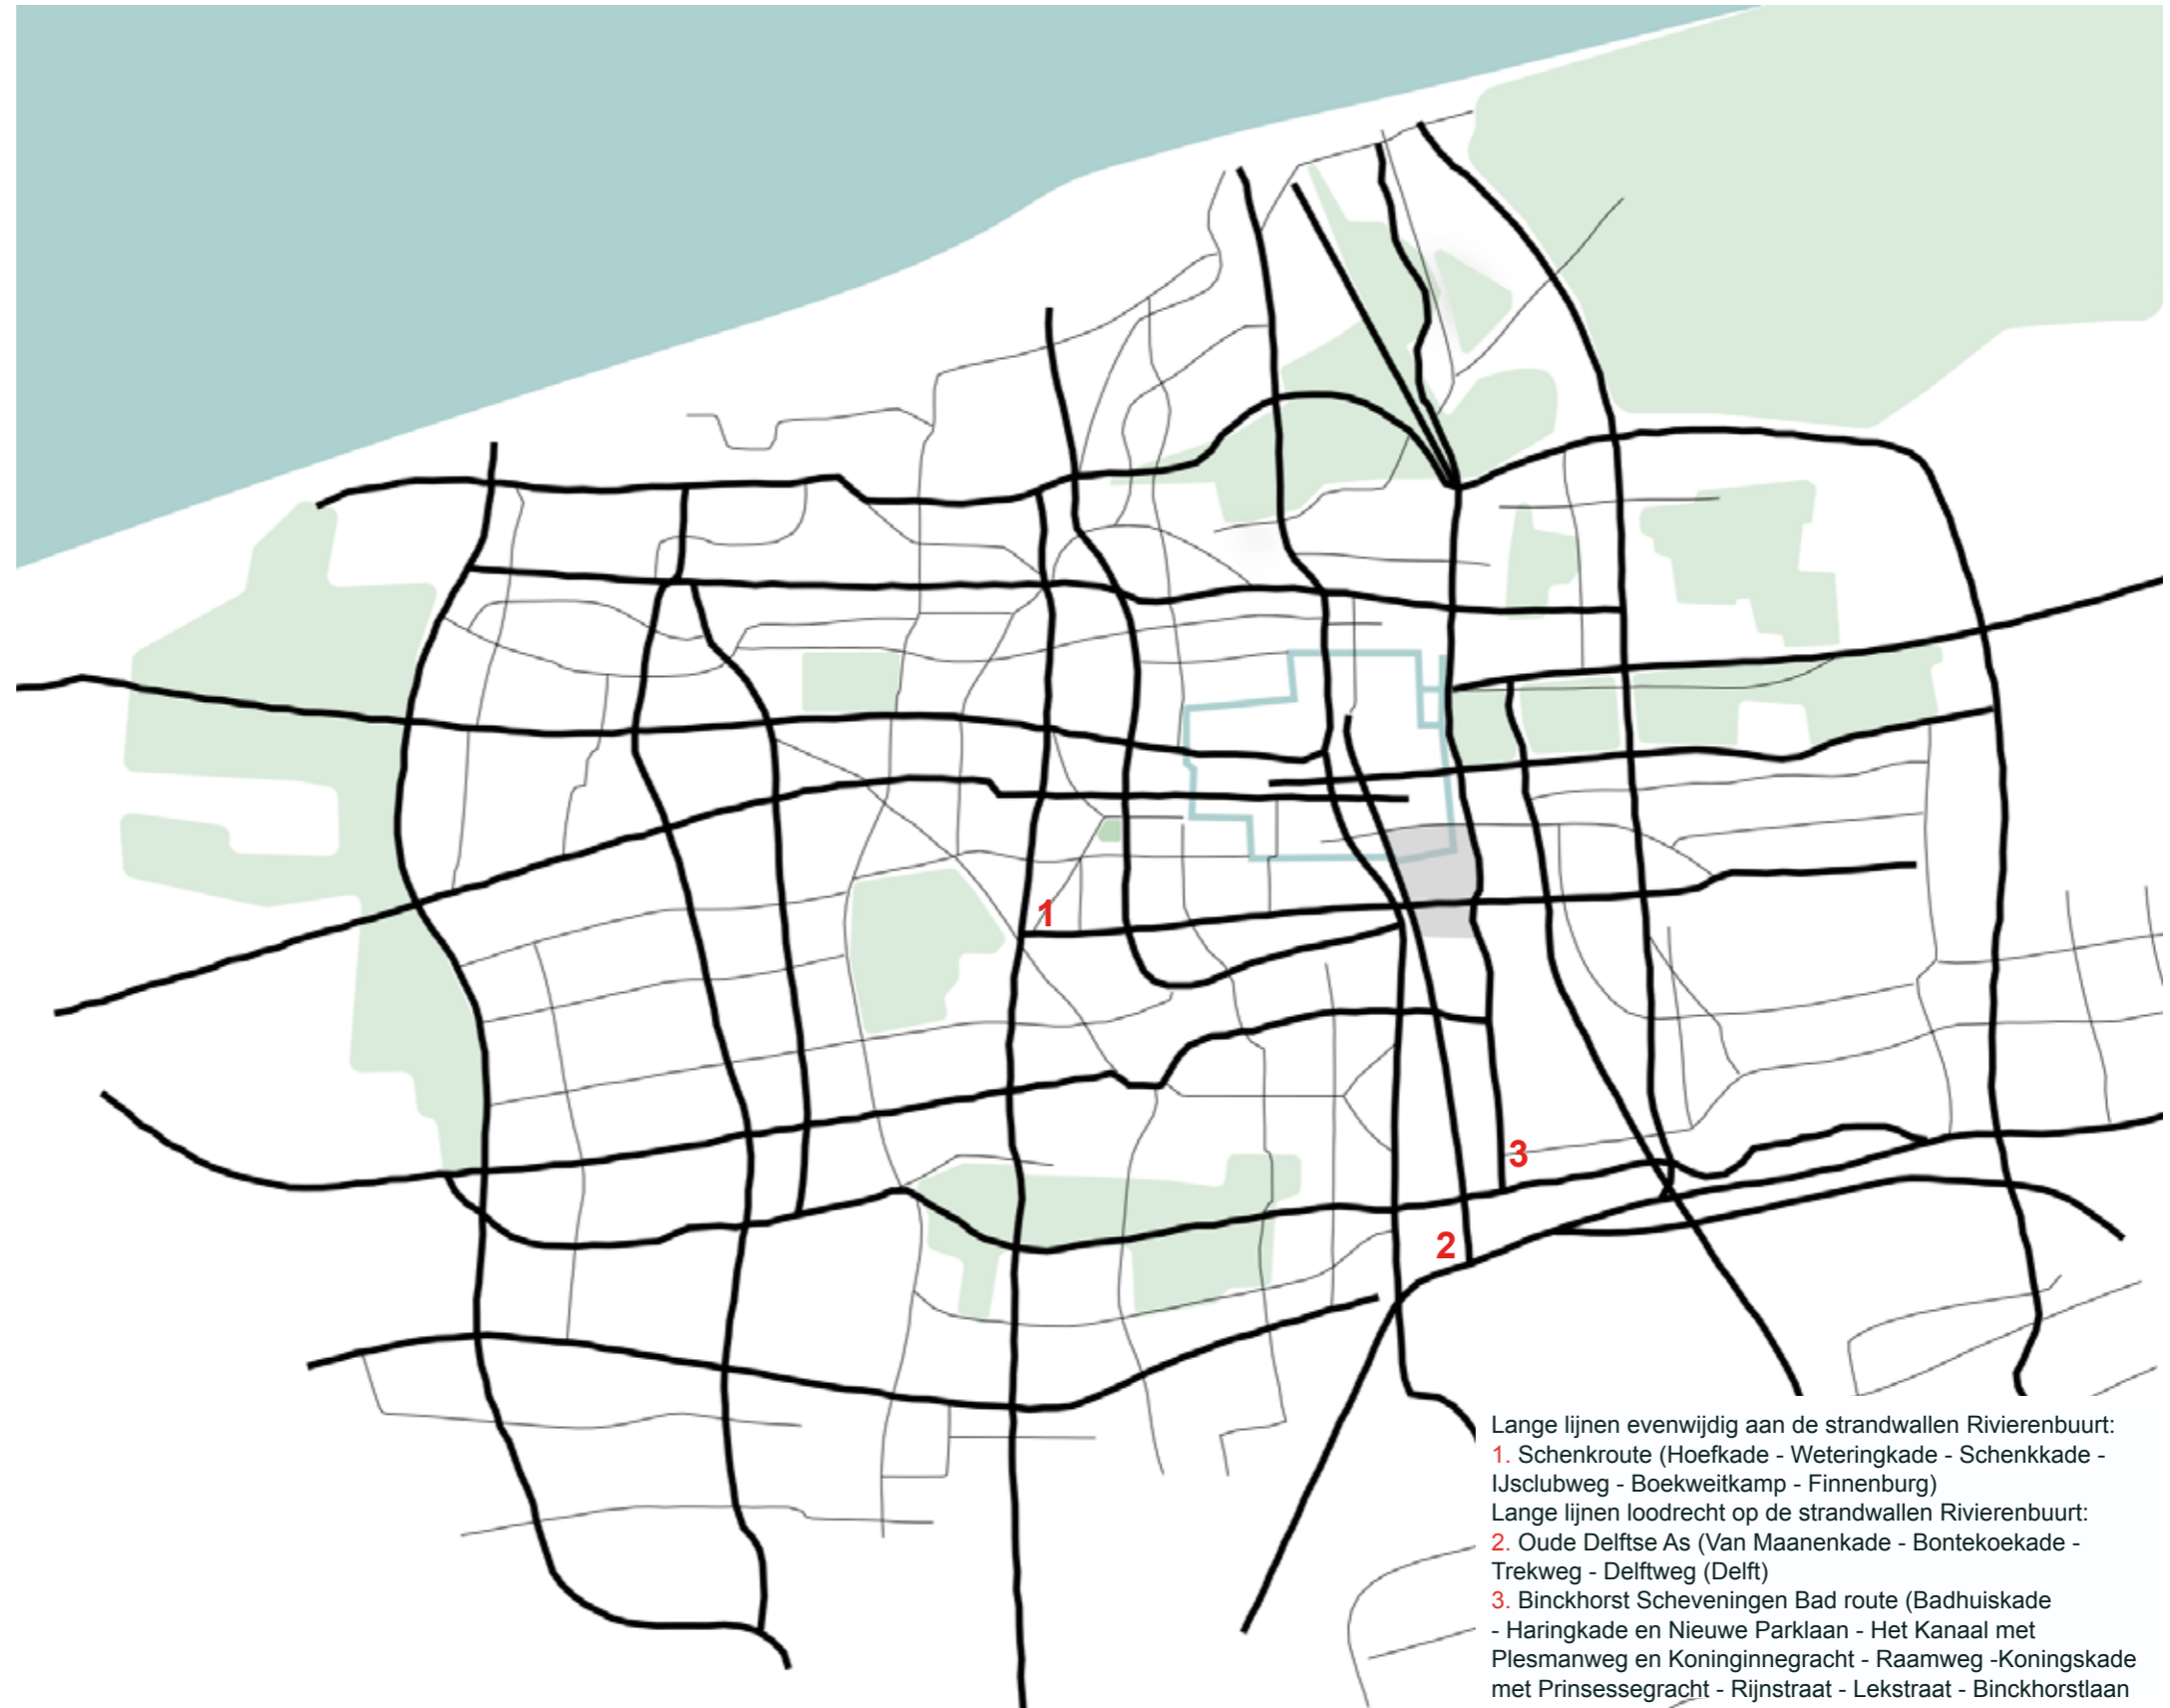 1
3
2
Lange lijnen evenwijdig aan de strandwallen Rivierenbuurt:
1. Schenkroute (Hoefkade - Weteringkade - Schenkkade -
IJsclubweg - Boekweitkamp - Finnenburg)
Lange lijnen loodrecht op de strandwallen Rivierenbuurt:
2. Oude Delftse As (Van Maanenkade - Bontekoekade -
Trekweg - Delftweg (Delft)
3. Binckhorst Scheveningen Bad route (Badhuiskade
- Haringkade en Nieuwe Parklaan - Het Kanaal met
Plesmanweg en Koninginnegracht - Raamweg -Koningskade
met Prinsessegracht - Rijnstraat - Lekstraat - Binckhorstlaan